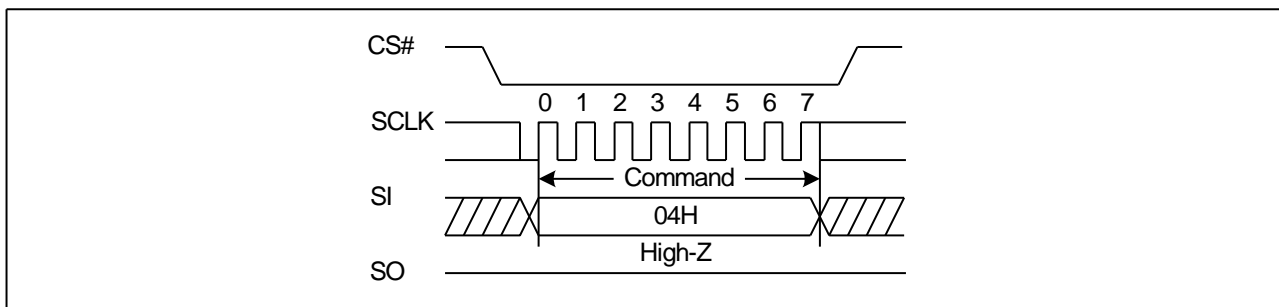 CS#
0 1 2 3 4 5 6 7
SCLK
Command
SI
04H
High-Z
SO